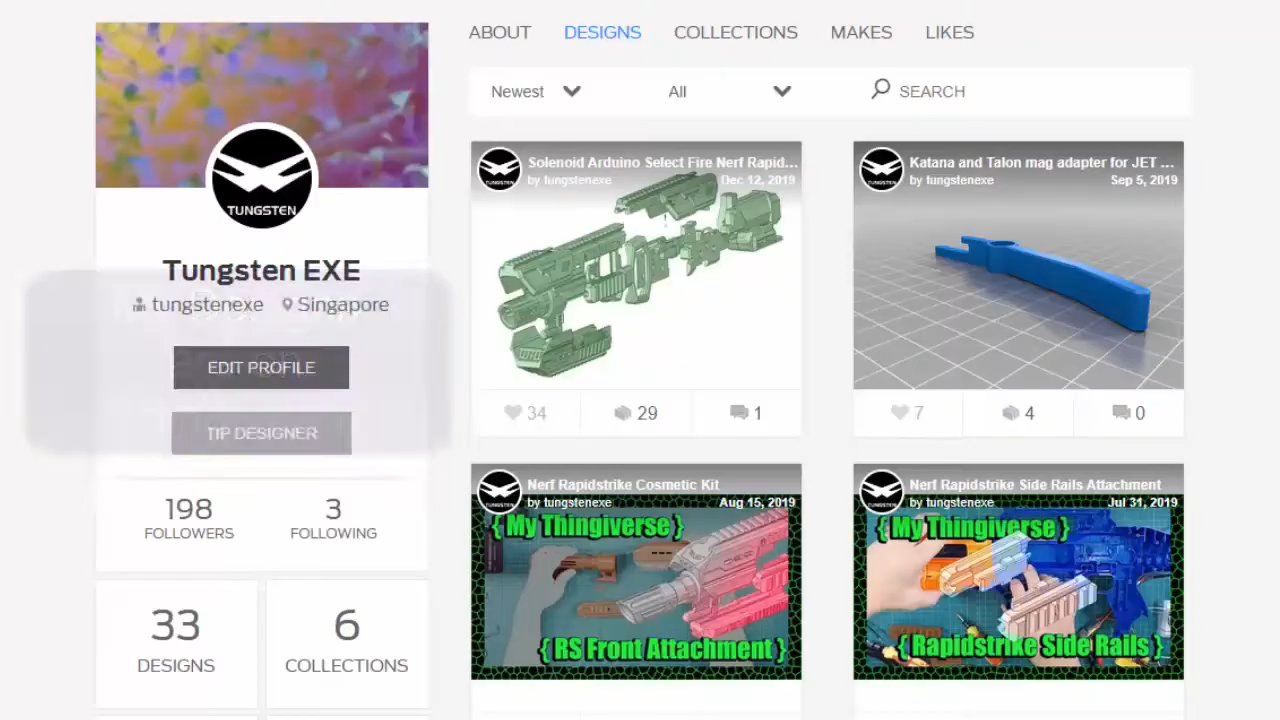 ABOUT DESIGNS COLLECTIONS MAKES LIKES
Newest All SEARCH
TUNGSTEN
Tungsten EXE
tungstenexe Singapore
EDIT PROFILE
TIP DESIGNER
198 3
FOLLOWERS FOLLOWING
33 6
DESIGNS COLLECTIONS
Solenoid Arduino Select Fire Nerf Rapid...
by tungstenexe Dec 12, 2019
TUNGSTEN
34 29 1
Katana and Talon mag adapter for JET ...
by tungstenexe Sep 5, 2019
TUNGSTEN
7 4 0
Nerf Rapidstrike Cosmetic Kit
by tungstenexe Aug 15, 2019
TUNGSTEN
{ My Thingiverse }
{ RS Front Attachment }
Nerf Rapidstrike Side Rails Attachment
by tungstenexe Jul 31, 2019
TUNGSTEN
{ My Thingiverse }
{ Rapidstrike Side Rails }